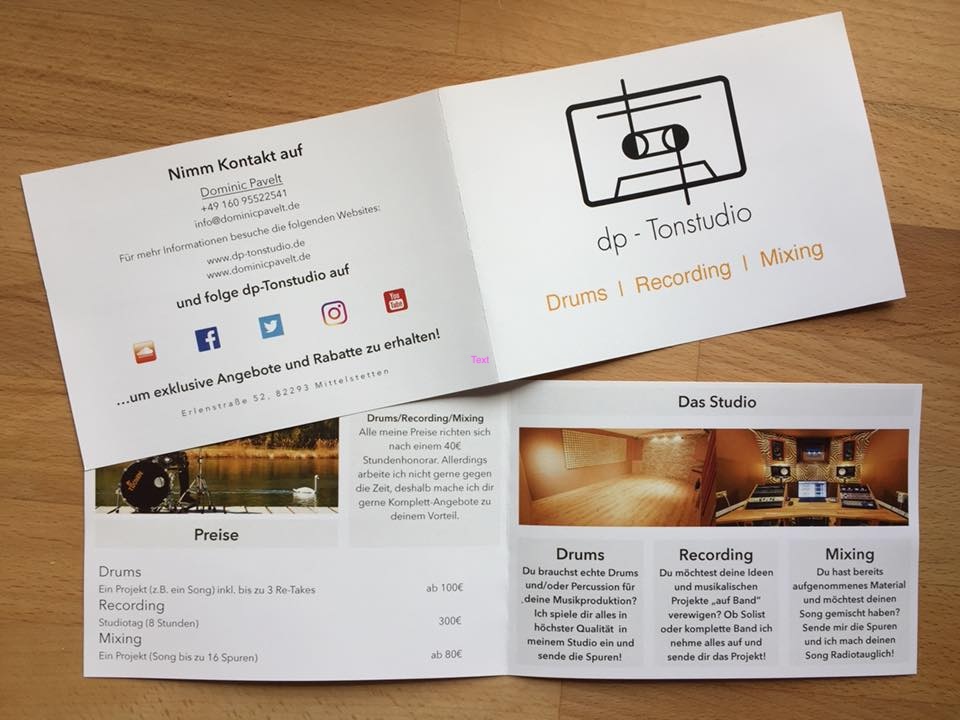 Nimm Kontakt auf
Dominic Pavelt
+49 160 95522541
info@dominicpavelt.de
Für mehr Informationen besuche die folgenden Websites:
www.dp-tonstudio.de
www.dominicpavelt.de
und folge dp-Tonstudio auf
You
Tube
...um exklusive Angebote und Rabatte zu erhalten!
Erlenstraße 52, 82293 Mittelstetten
Text
dp - Tonstudio
Drums | Recording | Mixing
Drums/Recording/Mixing
Alle meine Preise richten sich
nach einem 40€
Stundenhonorar. Allerdings
arbeite ich nicht gerne gegen
die Zeit, deshalb mache ich dir
gerne Komplett-Angebote zu
deinem Vorteil.
Preise
Drums
Ein Projekt (z.B. ein Song) inkl. bis zu 3 Re-Takes ab 100€
Recording
Studiotag (8 Stunden) 300€
Mixing
Ein Projekt (Song bis zu 16 Spuren) ab 80€
Das Studio
Drums
Du brauchst echte Drums
und/oder Percussion für
deine Musikproduktion?
Ich spiele dir alles in
höchster Qualität in
meinem Studio ein und
sende die Spuren!
Recording
Du möchtest deine Ideen
und musikalischen
Projekte „auf Band"
verewigen? Ob Solist
oder komplette Band ich
nehme alles auf und
sende dir das Projekt!
Mixing
Du hast bereits
aufgenommenes Material
und möchtest deinen
Song gemischt haben?
Sende mir die Spuren
und ich mach deinen
Song Radiotauglich!